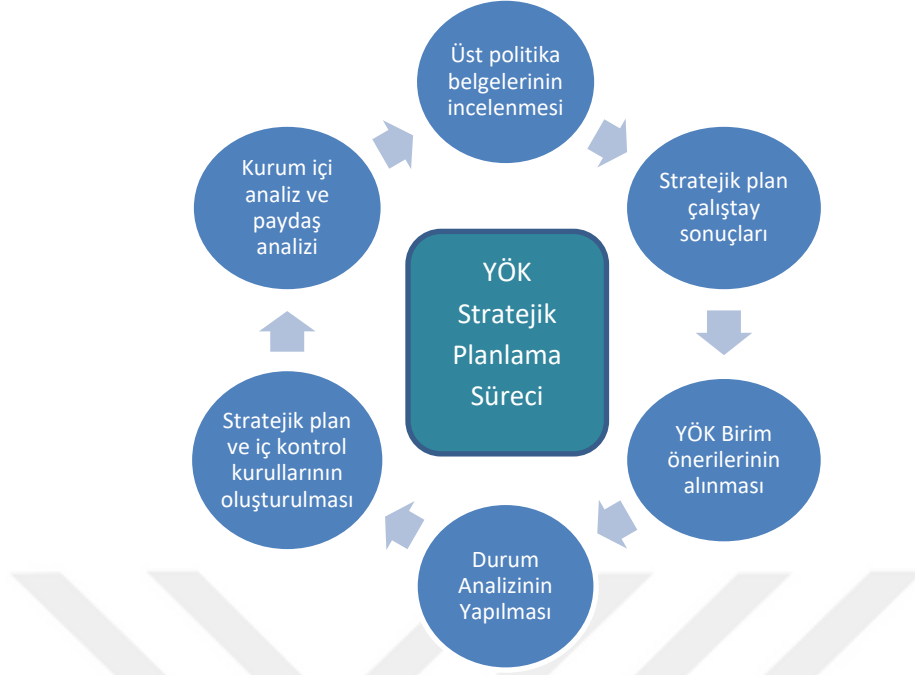 Üst politika
belgelerinin
incelenmesi
Stratejik plan
çalıştay
sonuçları
YÖK Birim
önerilerinin
alınması
Durum
Analizinin
Yapılması
Stratejik plan
ve iç kontrol
kurullarının
oluşturulması
Kurum içi
analiz ve
paydaş
analizi
YÖK
Stratejik
Planlama
Süreci